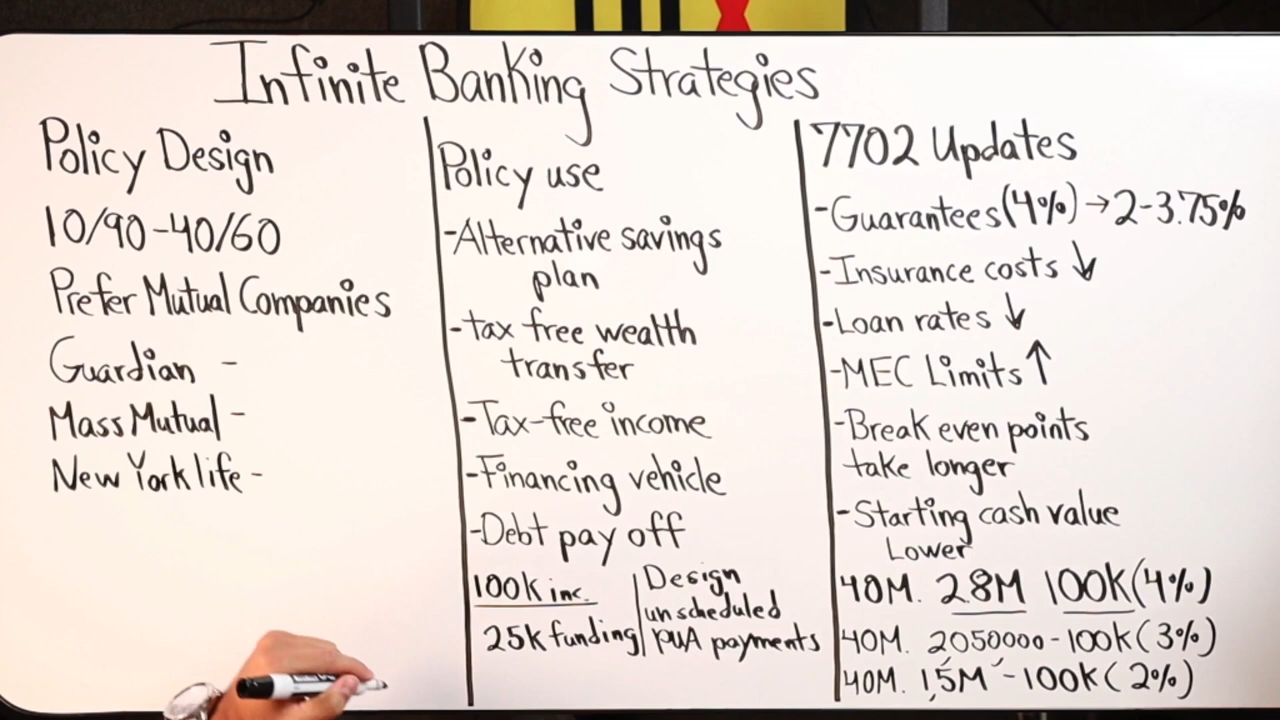 Infinite Banking Strategies
Policy Design
10/90-40/60
Prefer Mutual Companies
Guardian -
Mass Mutual -
New York life -
Policy use
-Alternative savings
plan
-tax free wealth
transfer
-Tax-free income
-Financing vehicle
-Debt pay off
100K inc.
25k funding
Design
unscheduled
PUA payments
7702 Updates
-Guarantees(4%)→2-3.75%
-Insurance costs ↓
-Loan rates ↓
-MEC Limits ↑
-Break even points
take longer
-Starting cash value
Lower
40M. 2.8M 100K(4%)
40M. 2050000-100k(3%)
40M. 1,5M -100K(2%)